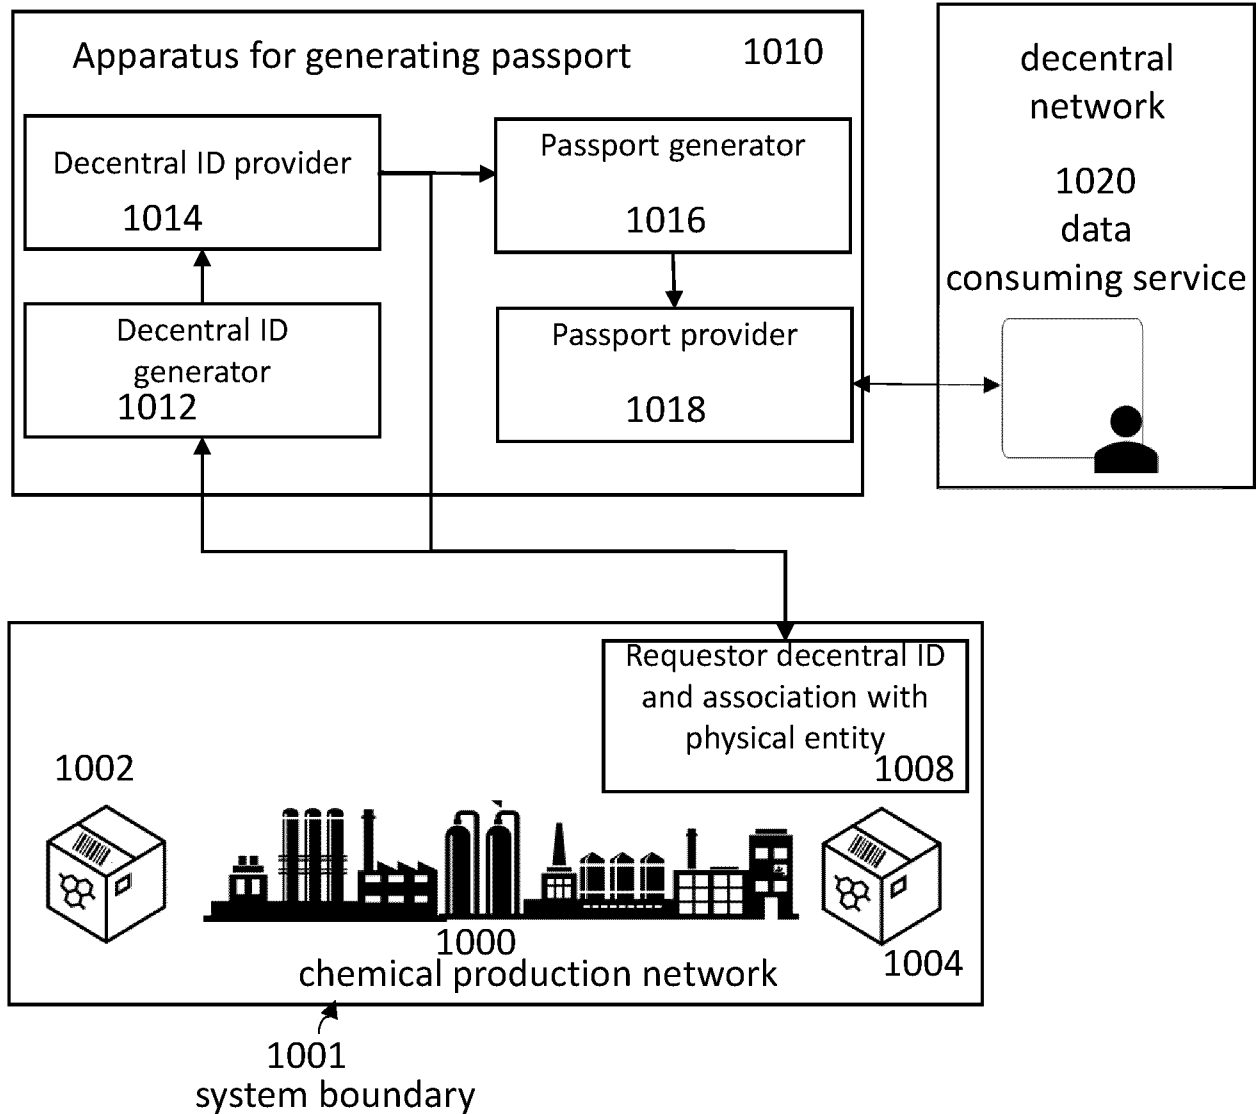 Apparatus for generating passport 1010
Decentral ID provider
1014
Passport generator
1016
Decentral ID
generator
1012
Passport provider
1018
decentral
network
1020
data
consuming service
Requestor decentral ID
and association with
physical entity
1008
1002
1000
chemical production network
1004
1001
system boundary